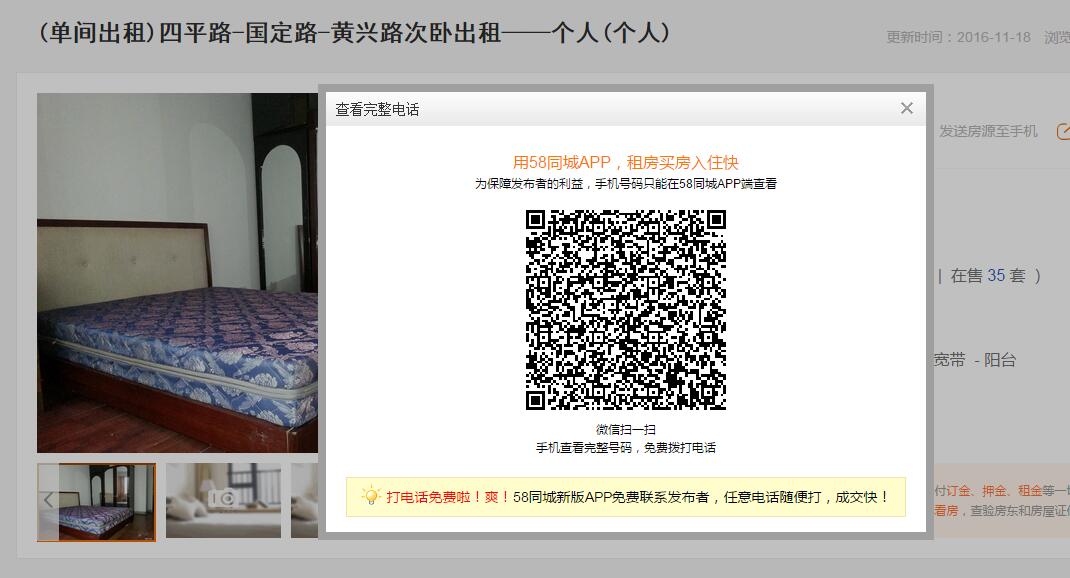 (单间出租)四平路-国定路-黄兴路次卧出租——个人(个人)
更新时间：2016-11-18 浏览
查看完整电话
发送房源至手机
用58同城APP，租房买房入住快
为保障发布者的利益，手机号码只能在58同城APP端查看
| 在售 35 套 )
宽带 - 阳台
微信扫一扫
手机查看完整号码，免费拨打电话
打电话免费啦！爽！58同城新版APP免费联系发布者，任意电话随便打，成交快！
付订金、押金、租金等一
看房，查验房东和房屋证